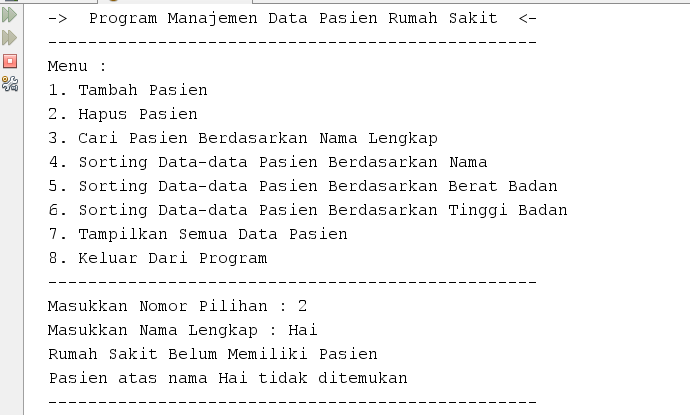 ->  Program Manajemen Data Pasien Rumah Sakit  <-
-------------------------------------------------
Menu :
1. Tambah Pasien
2. Hapus Pasien
3. Cari Pasien Berdasarkan Nama Lengkap
4. Sorting Data-data Pasien Berdasarkan Nama
5. Sorting Data-data Pasien Berdasarkan Berat Badan
6. Sorting Data-data Pasien Berdasarkan Tinggi Badan
7. Tampilkan Semua Data Pasien
8. Keluar Dari Program
-------------------------------------------------
Masukkan Nomor Pilihan : 2
Masukkan Nama Lengkap : Hai
Rumah Sakit Belum Memiliki Pasien
Pasien atas nama Hai tidak ditemukan
-------------------------------------------------